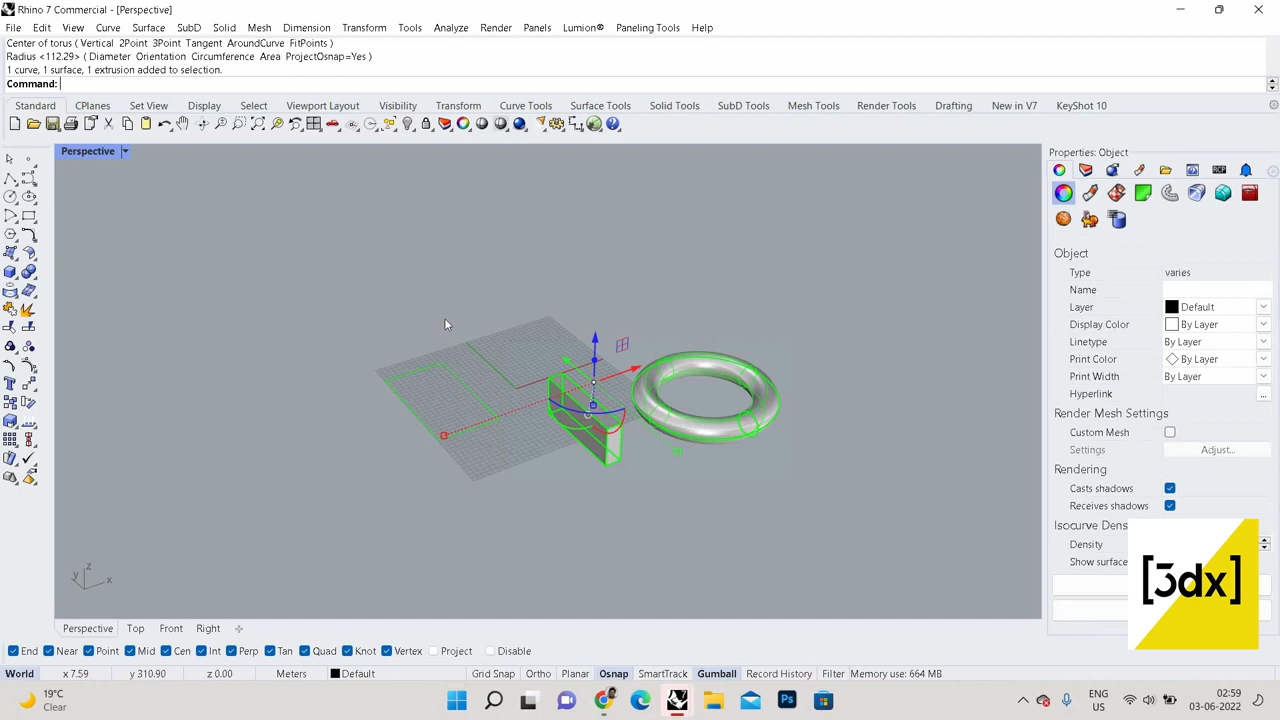 Rhino 7 Commercial - [Perspective]
File Edit View Curve Surface SubD Solid Mesh Dimension Transform Tools Analyze Render Panels Lumion® Paneling Tools Help
Center of torus ( Vertical 2Point 3Point Tangent AroundCurve FitPoints )
Radius <112.29> ( Diameter Orientation Circumference Area ProjectOsnap=Yes )
1 curve, 1 surface, 1 extrusion added to selection.
Command:
Standard CPlanes Set View Display Select Viewport Layout Visibility Transform Curve Tools Surface Tools Solid Tools SubD Tools Mesh Tools Render Tools Drafting New in V7 KeyShot 10
Perspective
Properties: Object
Object
Type varies
Name
Layer Default
Display Color By Layer
Linetype By Layer
Print Color By Layer
Print Width By Layer
Hyperlink ...
Render Mesh Settings
Custom Mesh
Settings Adjust...
Rendering
Casts shadows
Receives shadows
Isocurve Dens
Density
Show surfac
[3dx]
z
y
x
Perspective Top Front Right
End Near Point Mid Cen Int Perp Tan Quad Knot Vertex Project Disable
World x 7.59 y 310.90 z 0.00 Meters Default Grid Snap Ortho Planar Osnap SmartTrack Gumball Record History Filter Memory use: 664 MB
19°C
Clear
Ps
ENG
US
02:59
03-06-2022